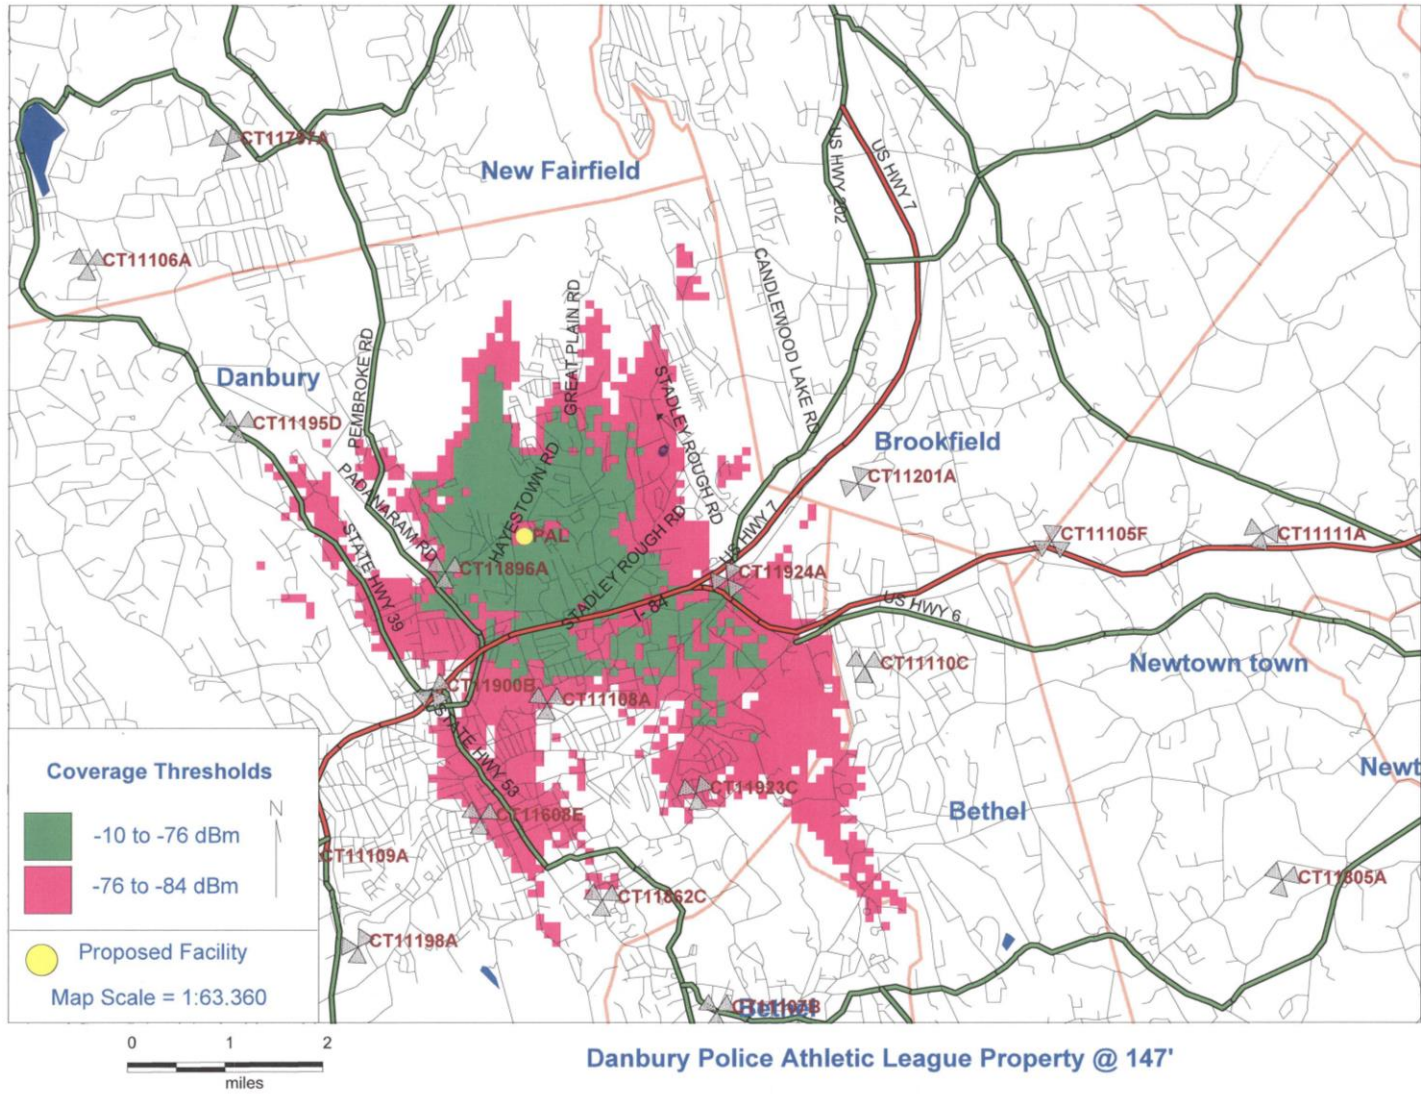 CT11797A
New Fairfield
US HWY 202
US HWY 7
CT11106A
CANDLEWOOD LAKE RD
GREAT PLAIN RD
PEMBROKE RD
Danbury
STADLEY ROUGH RD
CT11195D
Brookfield
CT11201A
PADANARAM RD
HAYESTOWN RD
STATE HWY 39
PAL
STADLEY ROUGH RD
US HWY 7
CT11105F
CT11111A
CT11896A
CT11924A
I - 84
US HWY 6
CT11110C
Newtown town
CT11900B
CT11108A
STATE HWY 53
Newt
Coverage Thresholds
N
CT11923C
Bethel
-10 to -76 dBm
CT11608E
CT11109A
-76 to -84 dBm
CT11862C
CT11805A
CT11198A
Proposed Facility
Map Scale = 1:63.360
Bethel
0 1 2
miles
Danbury Police Athletic League Property @ 147'